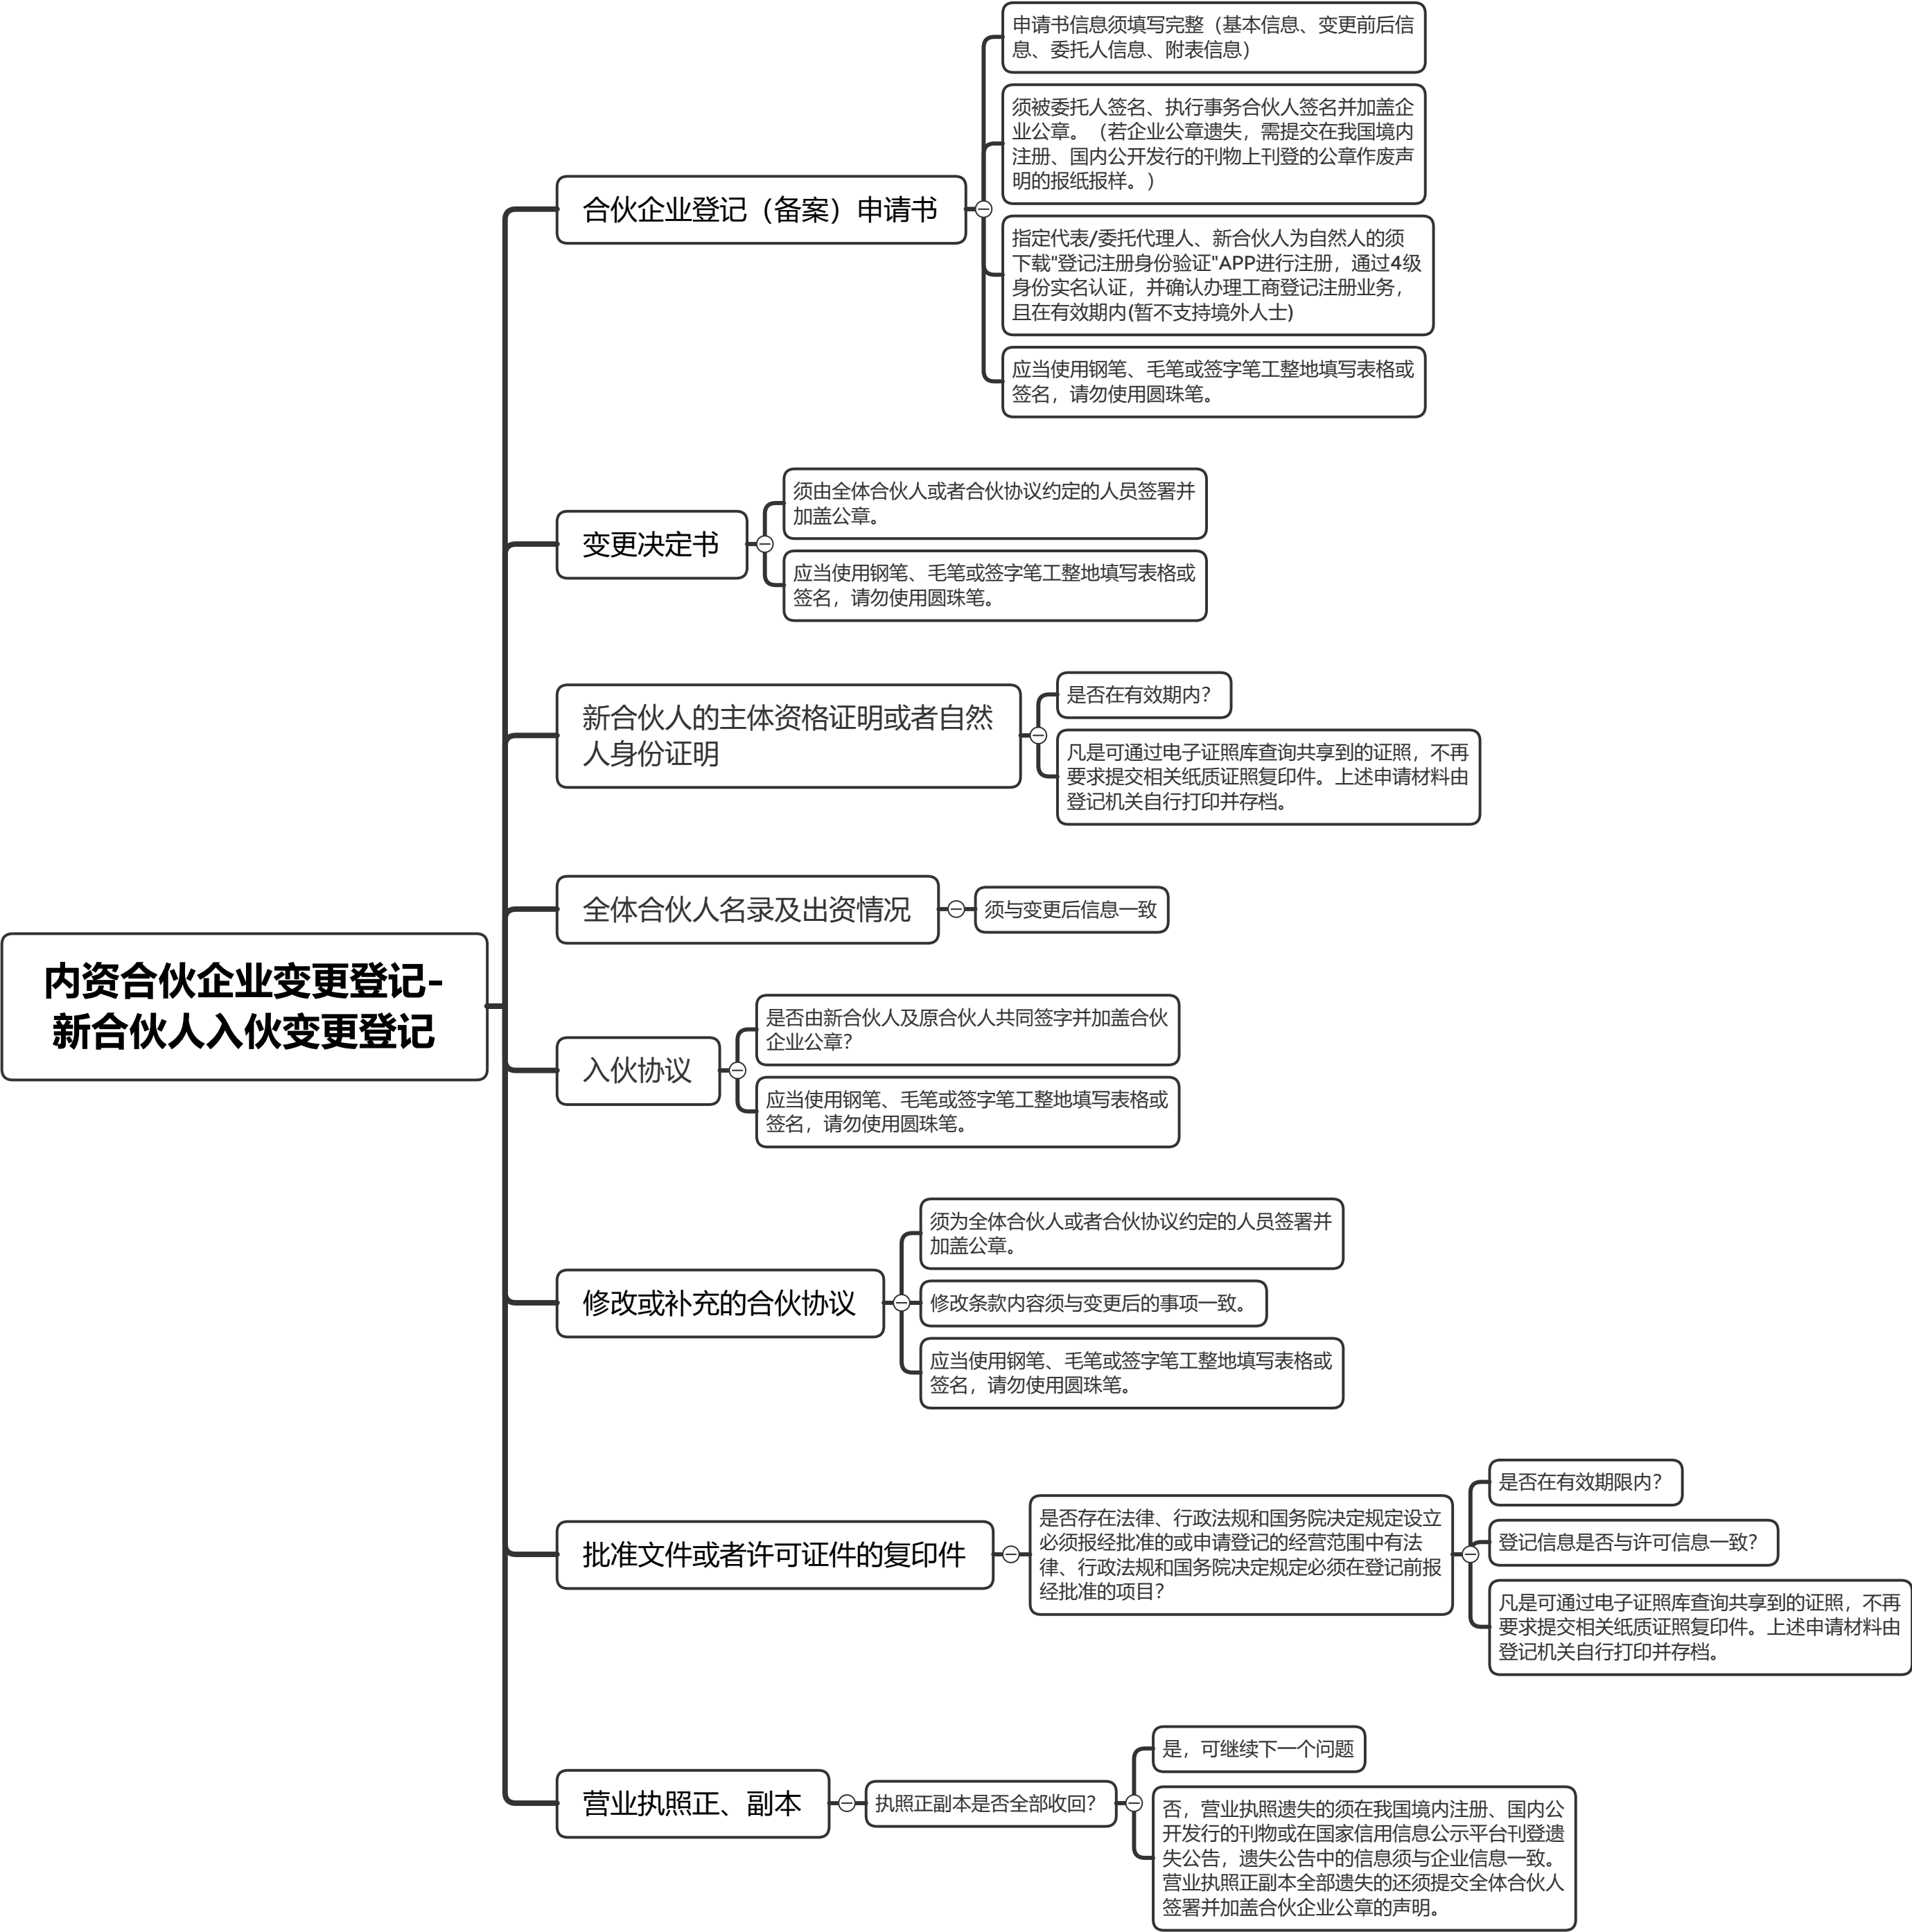 内资合伙企业变更登记-
新合伙人入伙变更登记
合伙企业登记（备案）申请书
申请书信息须填写完整（基本信息、变更前后信
息、委托人信息、附表信息）
须被委托人签名、执行事务合伙人签名并加盖企
业公章。（若企业公章遗失，需提交在我国境内
注册、国内公开发行的刊物上刊登的公章作废声
明的报纸报样。）
指定代表/委托代理人、新合伙人为自然人的须
下载"登记注册身份验证"APP进行注册，通过4级
身份实名认证，并确认办理工商登记注册业务，
且在有效期内(暂不支持境外人士)
应当使用钢笔、毛笔或签字笔工整地填写表格或
签名，请勿使用圆珠笔。
变更决定书
须由全体合伙人或者合伙协议约定的人员签署并
加盖公章。
应当使用钢笔、毛笔或签字笔工整地填写表格或
签名，请勿使用圆珠笔。
新合伙人的主体资格证明或者自然
人身份证明
是否在有效期内？
凡是可通过电子证照库查询共享到的证照，不再
要求提交相关纸质证照复印件。上述申请材料由
登记机关自行打印并存档。
全体合伙人名录及出资情况
须与变更后信息一致
入伙协议
是否由新合伙人及原合伙人共同签字并加盖合伙
企业公章？
应当使用钢笔、毛笔或签字笔工整地填写表格或
签名，请勿使用圆珠笔。
修改或补充的合伙协议
须为全体合伙人或者合伙协议约定的人员签署并
加盖公章。
修改条款内容须与变更后的事项一致。
应当使用钢笔、毛笔或签字笔工整地填写表格或
签名，请勿使用圆珠笔。
批准文件或者许可证件的复印件
是否存在法律、行政法规和国务院决定规定设立
必须报经批准的或申请登记的经营范围中有法
律、行政法规和国务院决定规定必须在登记前报
经批准的项目？
是否在有效期限内？
登记信息是否与许可信息一致？
凡是可通过电子证照库查询共享到的证照，不再
要求提交相关纸质证照复印件。上述申请材料由
登记机关自行打印并存档。
营业执照正、副本
执照正副本是否全部收回？
是，可继续下一个问题
否，营业执照遗失的须在我国境内注册、国内公
开发行的刊物或在国家信用信息公示平台刊登遗
失公告，遗失公告中的信息须与企业信息一致。
营业执照正副本全部遗失的还须提交全体合伙人
签署并加盖合伙企业公章的声明。